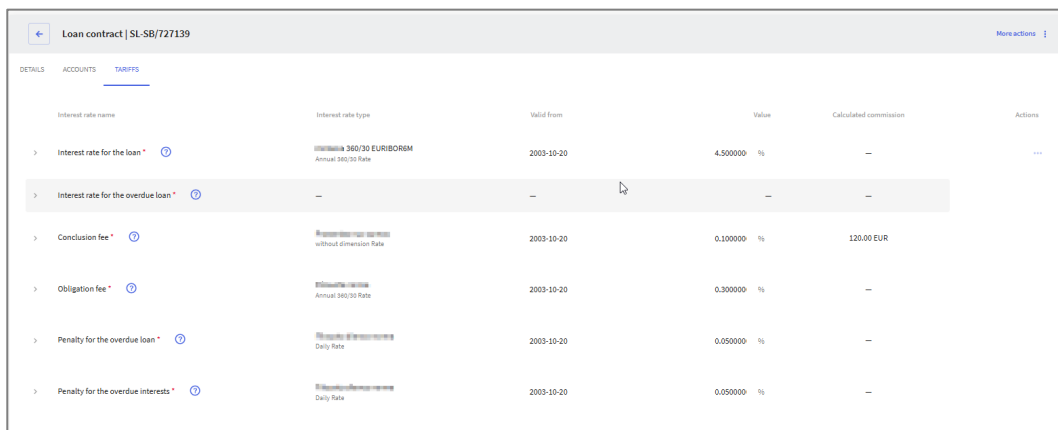 ← Loan contract | SL-SB/727139 More actions ⋮
DETAILS ACCOUNTS TARIFFS
Interest rate name Interest rate type Valid from Value Calculated commission Actions
> Interest rate for the loan * ? 360/30 EURIBOR6M 2003-10-20 4.500000 % — ...
Annual 360/30 Rate
> Interest rate for the overdue loan * ? — — — —
> Conclusion fee * ? 2003-10-20 0.100000 % 120.00 EUR
without dimension Rate
> Obligation fee * ? 2003-10-20 0.300000 % —
Annual 360/30 Rate
> Penalty for the overdue loan * ? 2003-10-20 0.050000 % —
Daily Rate
> Penalty for the overdue interests * ? 2003-10-20 0.050000 % —
Daily Rate